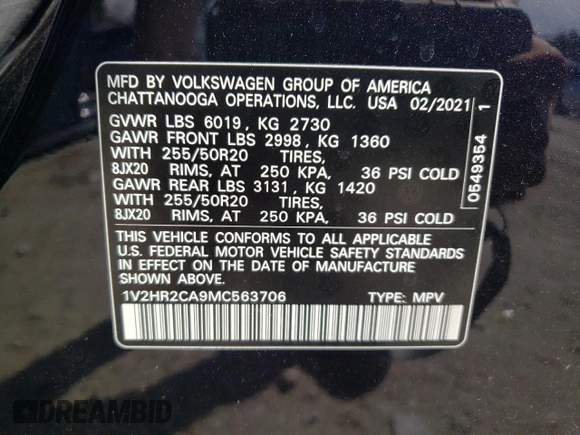 MFD BY VOLKSWAGEN GROUP OF AMERICA
CHATTANOOGA OPERATIONS, LLC. USA 02/2021
GVWR LBS 6019, KG 2730
GAWR FRONT LBS 2998, KG 1360
WITH 255/50R20 TIRES,
8JX20 RIMS, AT 250 KPA, 36 PSI COLD
GAWR REAR LBS 3131, KG 1420
WITH 255/50R20 TIRES,
8JX20 RIMS, AT 250 KPA, 36 PSI COLD
THIS VEHICLE CONFORMS TO ALL APPLICABLE
U.S. FEDERAL MOTOR VEHICLE SAFETY STANDARDS
IN EFFECT ON THE DATE OF MANUFACTURE
SHOWN ABOVE.
1V2HR2CA9MC563706 TYPE: MPV
0549354 1
DREAMBID